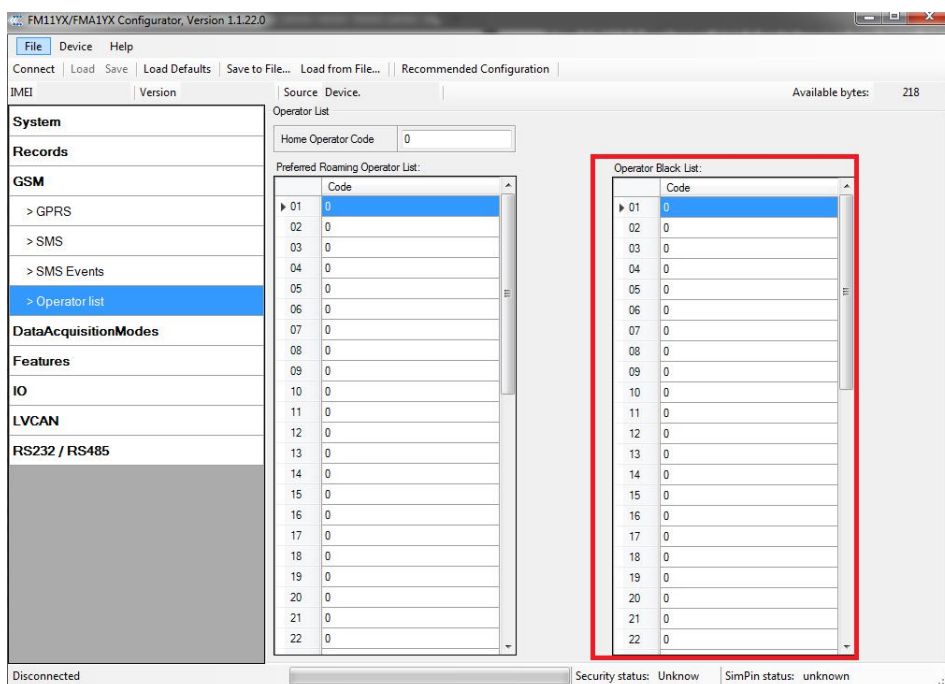 FM11YX/FMA1YX Configurator, Version 1.1.22.0
File Device Help
Connect Load Save Load Defaults Save to File... Load from File... Recommended Configuration
IMEI Version Source Device. Available bytes: 218
System
Records
GSM
> GPRS
> SMS
> SMS Events
> Operator list
DataAcquisitionModes
Features
IO
LVCAN
RS232 / RS485
Operator List
Home Operator Code 0
Preferred Roaming Operator List:
Code
01 0
02 0
03 0
04 0
05 0
06 0
07 0
08 0
09 0
10 0
11 0
12 0
13 0
14 0
15 0
16 0
17 0
18 0
19 0
20 0
21 0
22 0
Operator Black List:
Code
01 0
02 0
03 0
04 0
05 0
06 0
07 0
08 0
09 0
10 0
11 0
12 0
13 0
14 0
15 0
16 0
17 0
18 0
19 0
20 0
21 0
22 0
Disconnected Security status: Unknow SimPin status: unknown